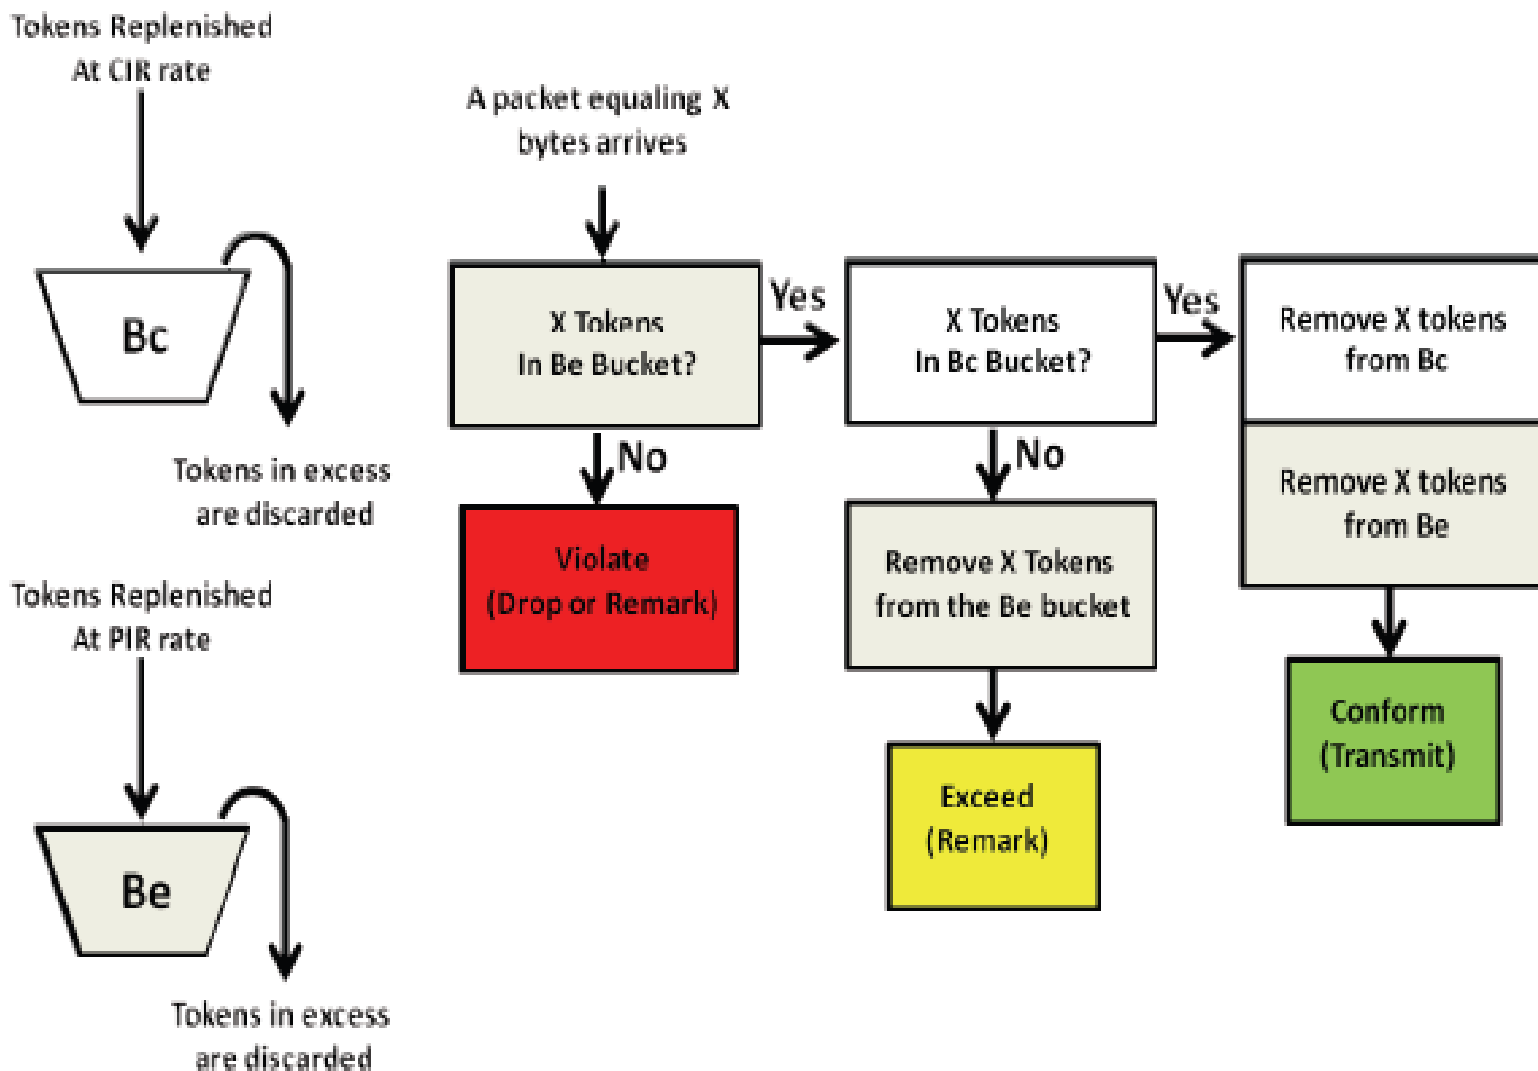 Tokens Replenished
At CIR rate
Bc
Tokens in excess
are discarded
Tokens Replenished
At PIR rate
Be
Tokens in excess
are discarded
A packet equaling X
bytes arrives
X Tokens
In Be Bucket?
Yes
No
Violate
(Drop or Remark)
X Tokens
In Bc Bucket?
Yes
No
Remove X Tokens
from the Be bucket
Exceed
(Remark)
Remove X tokens
from Bc
Remove X tokens
from Be
Conform
(Transmit)